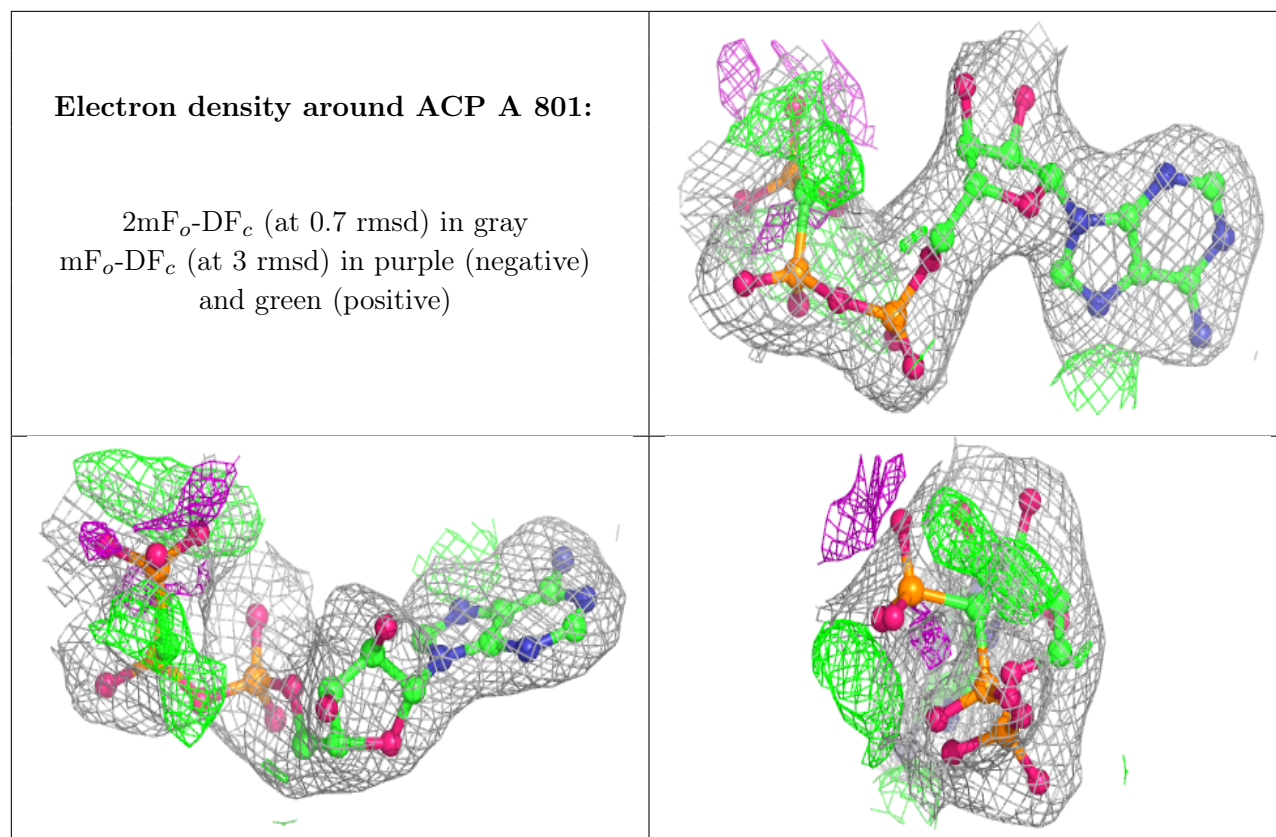 Electron density around ACP A 801:
2mFo-DFc (at 0.7 rmsd) in gray
mFo-DFc (at 3 rmsd) in purple (negative)
and green (positive)